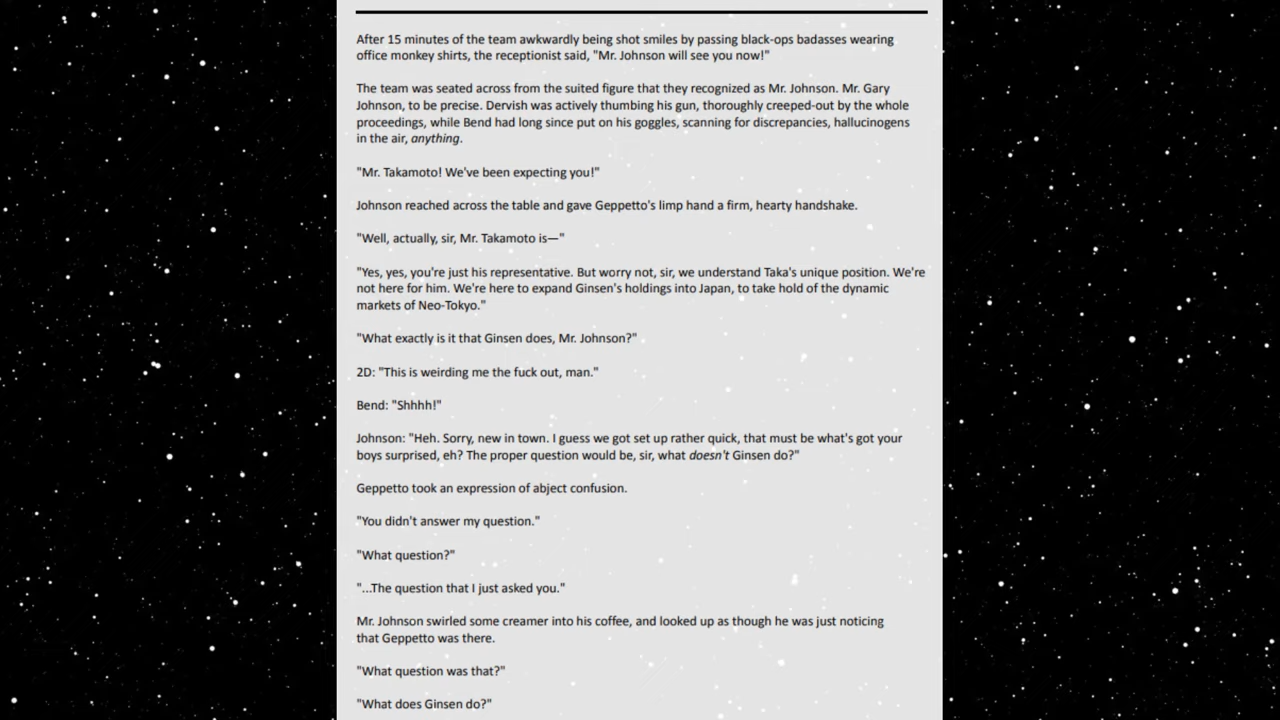 After 15 minutes of the team awkwardly being shot smiles by passing black-ops badasses wearing
office monkey shirts, the receptionist said, "Mr. Johnson will see you now!"
The team was seated across from the suited figure that they recognized as Mr. Johnson. Mr. Gary
Johnson, to be precise. Dervish was actively thumbing his gun, thoroughly creeped-out by the whole
proceedings, while Bend had long since put on his goggles, scanning for discrepancies, hallucinogens
in the air, anything.
"Mr. Takamoto! We've been expecting you!"
Johnson reached across the table and gave Geppetto's limp hand a firm, hearty handshake.
"Well, actually, sir, Mr. Takamoto is—"
"Yes, yes, you're just his representative. But worry not, sir, we understand Taka's unique position. We're
not here for him. We're here to expand Ginsen's holdings into Japan, to take hold of the dynamic
markets of Neo-Tokyo."
"What exactly is it that Ginsen does, Mr. Johnson?"
2D: "This is weirding me the fuck out, man."
Bend: "Shhhh!"
Johnson: "Heh. Sorry, new in town. I guess we got set up rather quick, that must be what's got your
boys surprised, eh? The proper question would be, sir, what doesn't Ginsen do?"
Geppetto took an expression of abject confusion.
"You didn't answer my question."
"What question?"
"...The question that I just asked you."
Mr. Johnson swirled some creamer into his coffee, and looked up as though he was just noticing
that Geppetto was there.
"What question was that?"
"What does Ginsen do?"